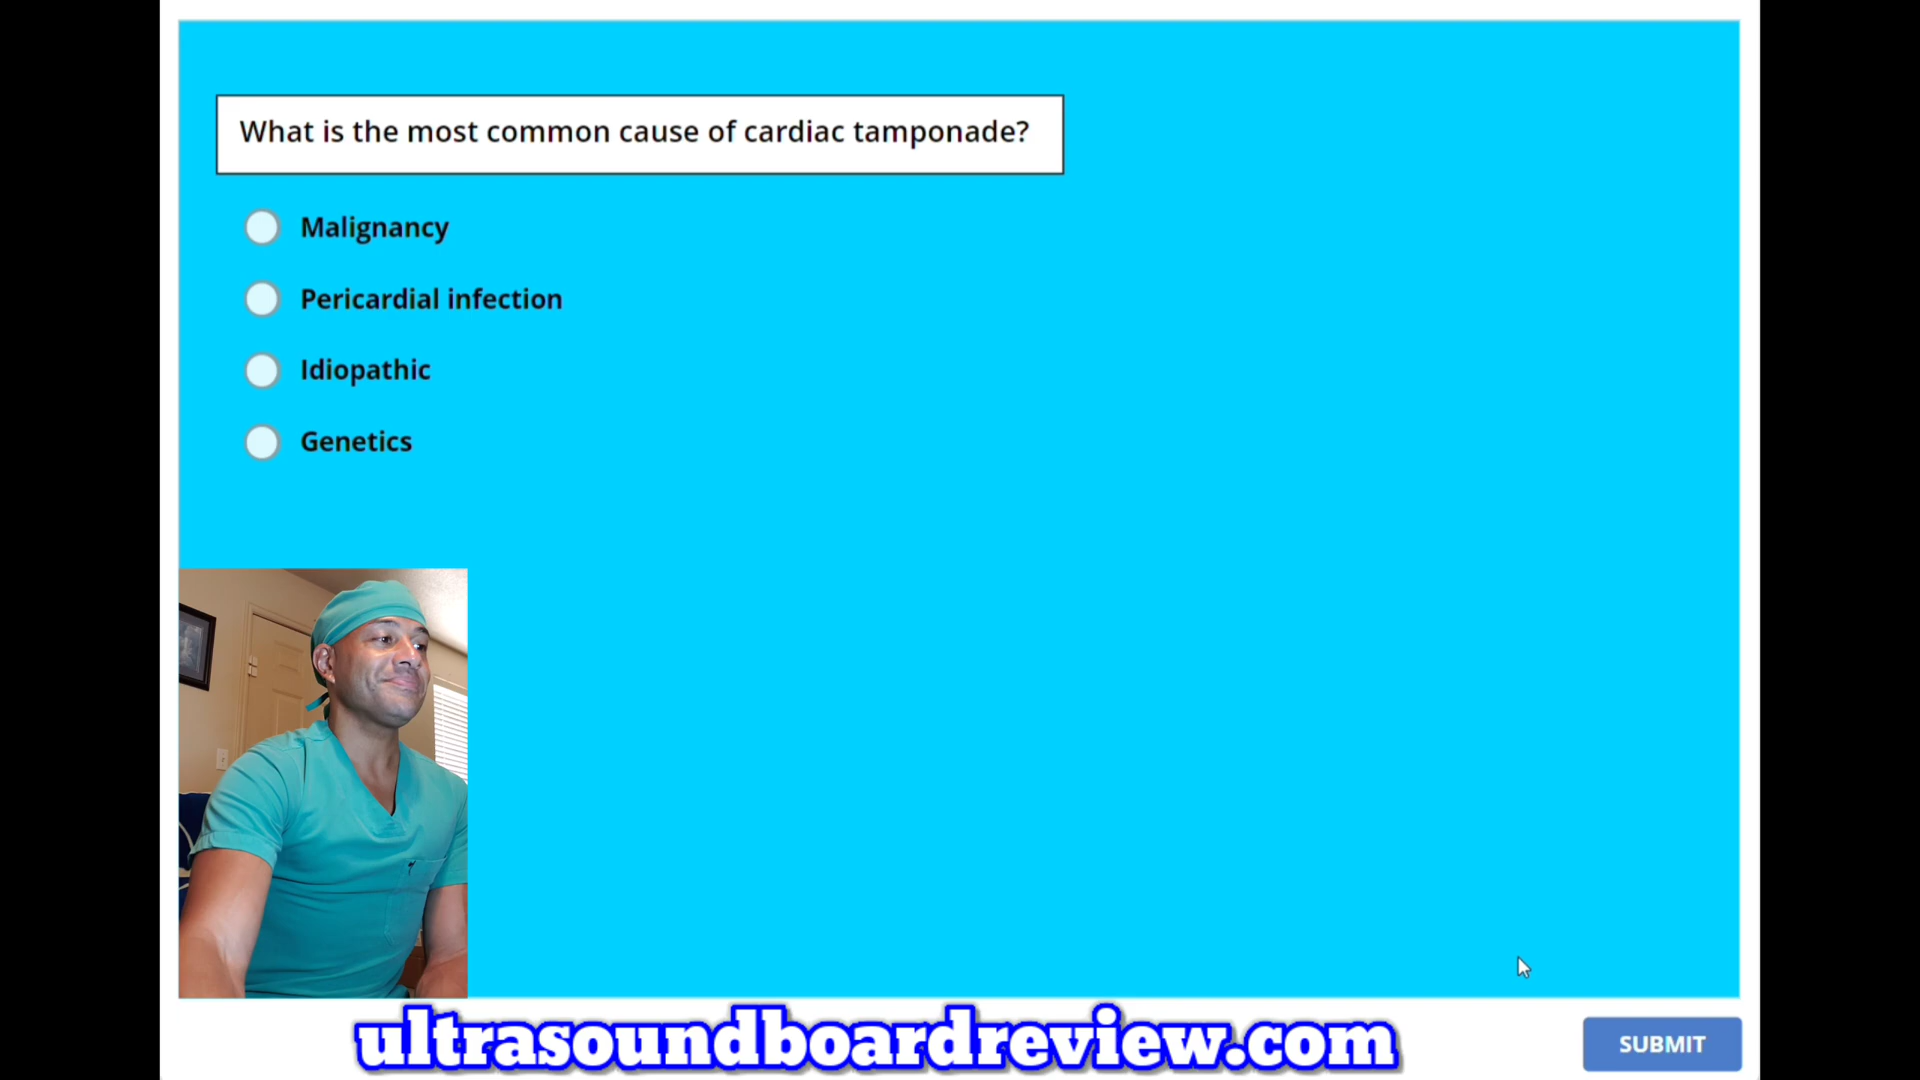 What is the most common cause of cardiac tamponade?
Malignancy
Pericardial infection
Idiopathic
Genetics
ultrasoundboardreview.com
SUBMIT